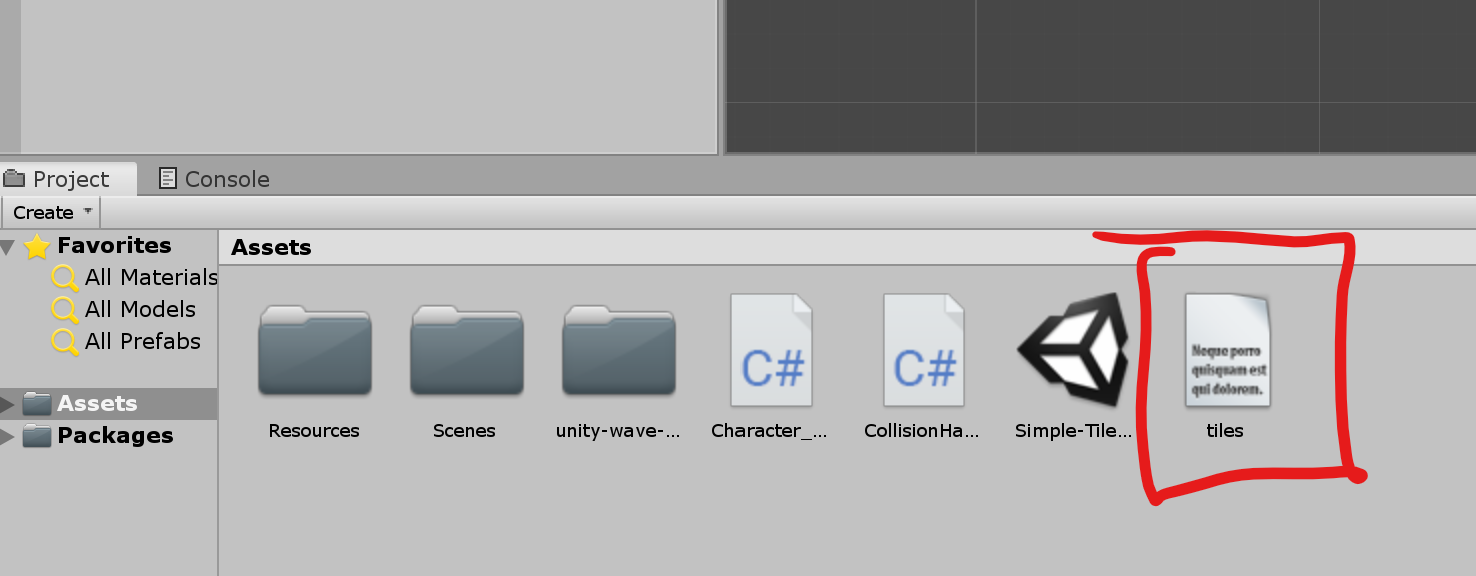 Project
Console
Create
Favorites
All Materials
All Models
All Prefabs
Assets
Packages
Assets
Resources
Scenes
unity-wave-...
C#
Character_...
C#
CollisionHa...
Simple-Tile...
Neque porro
quisquam est
qui dolorem.
tiles